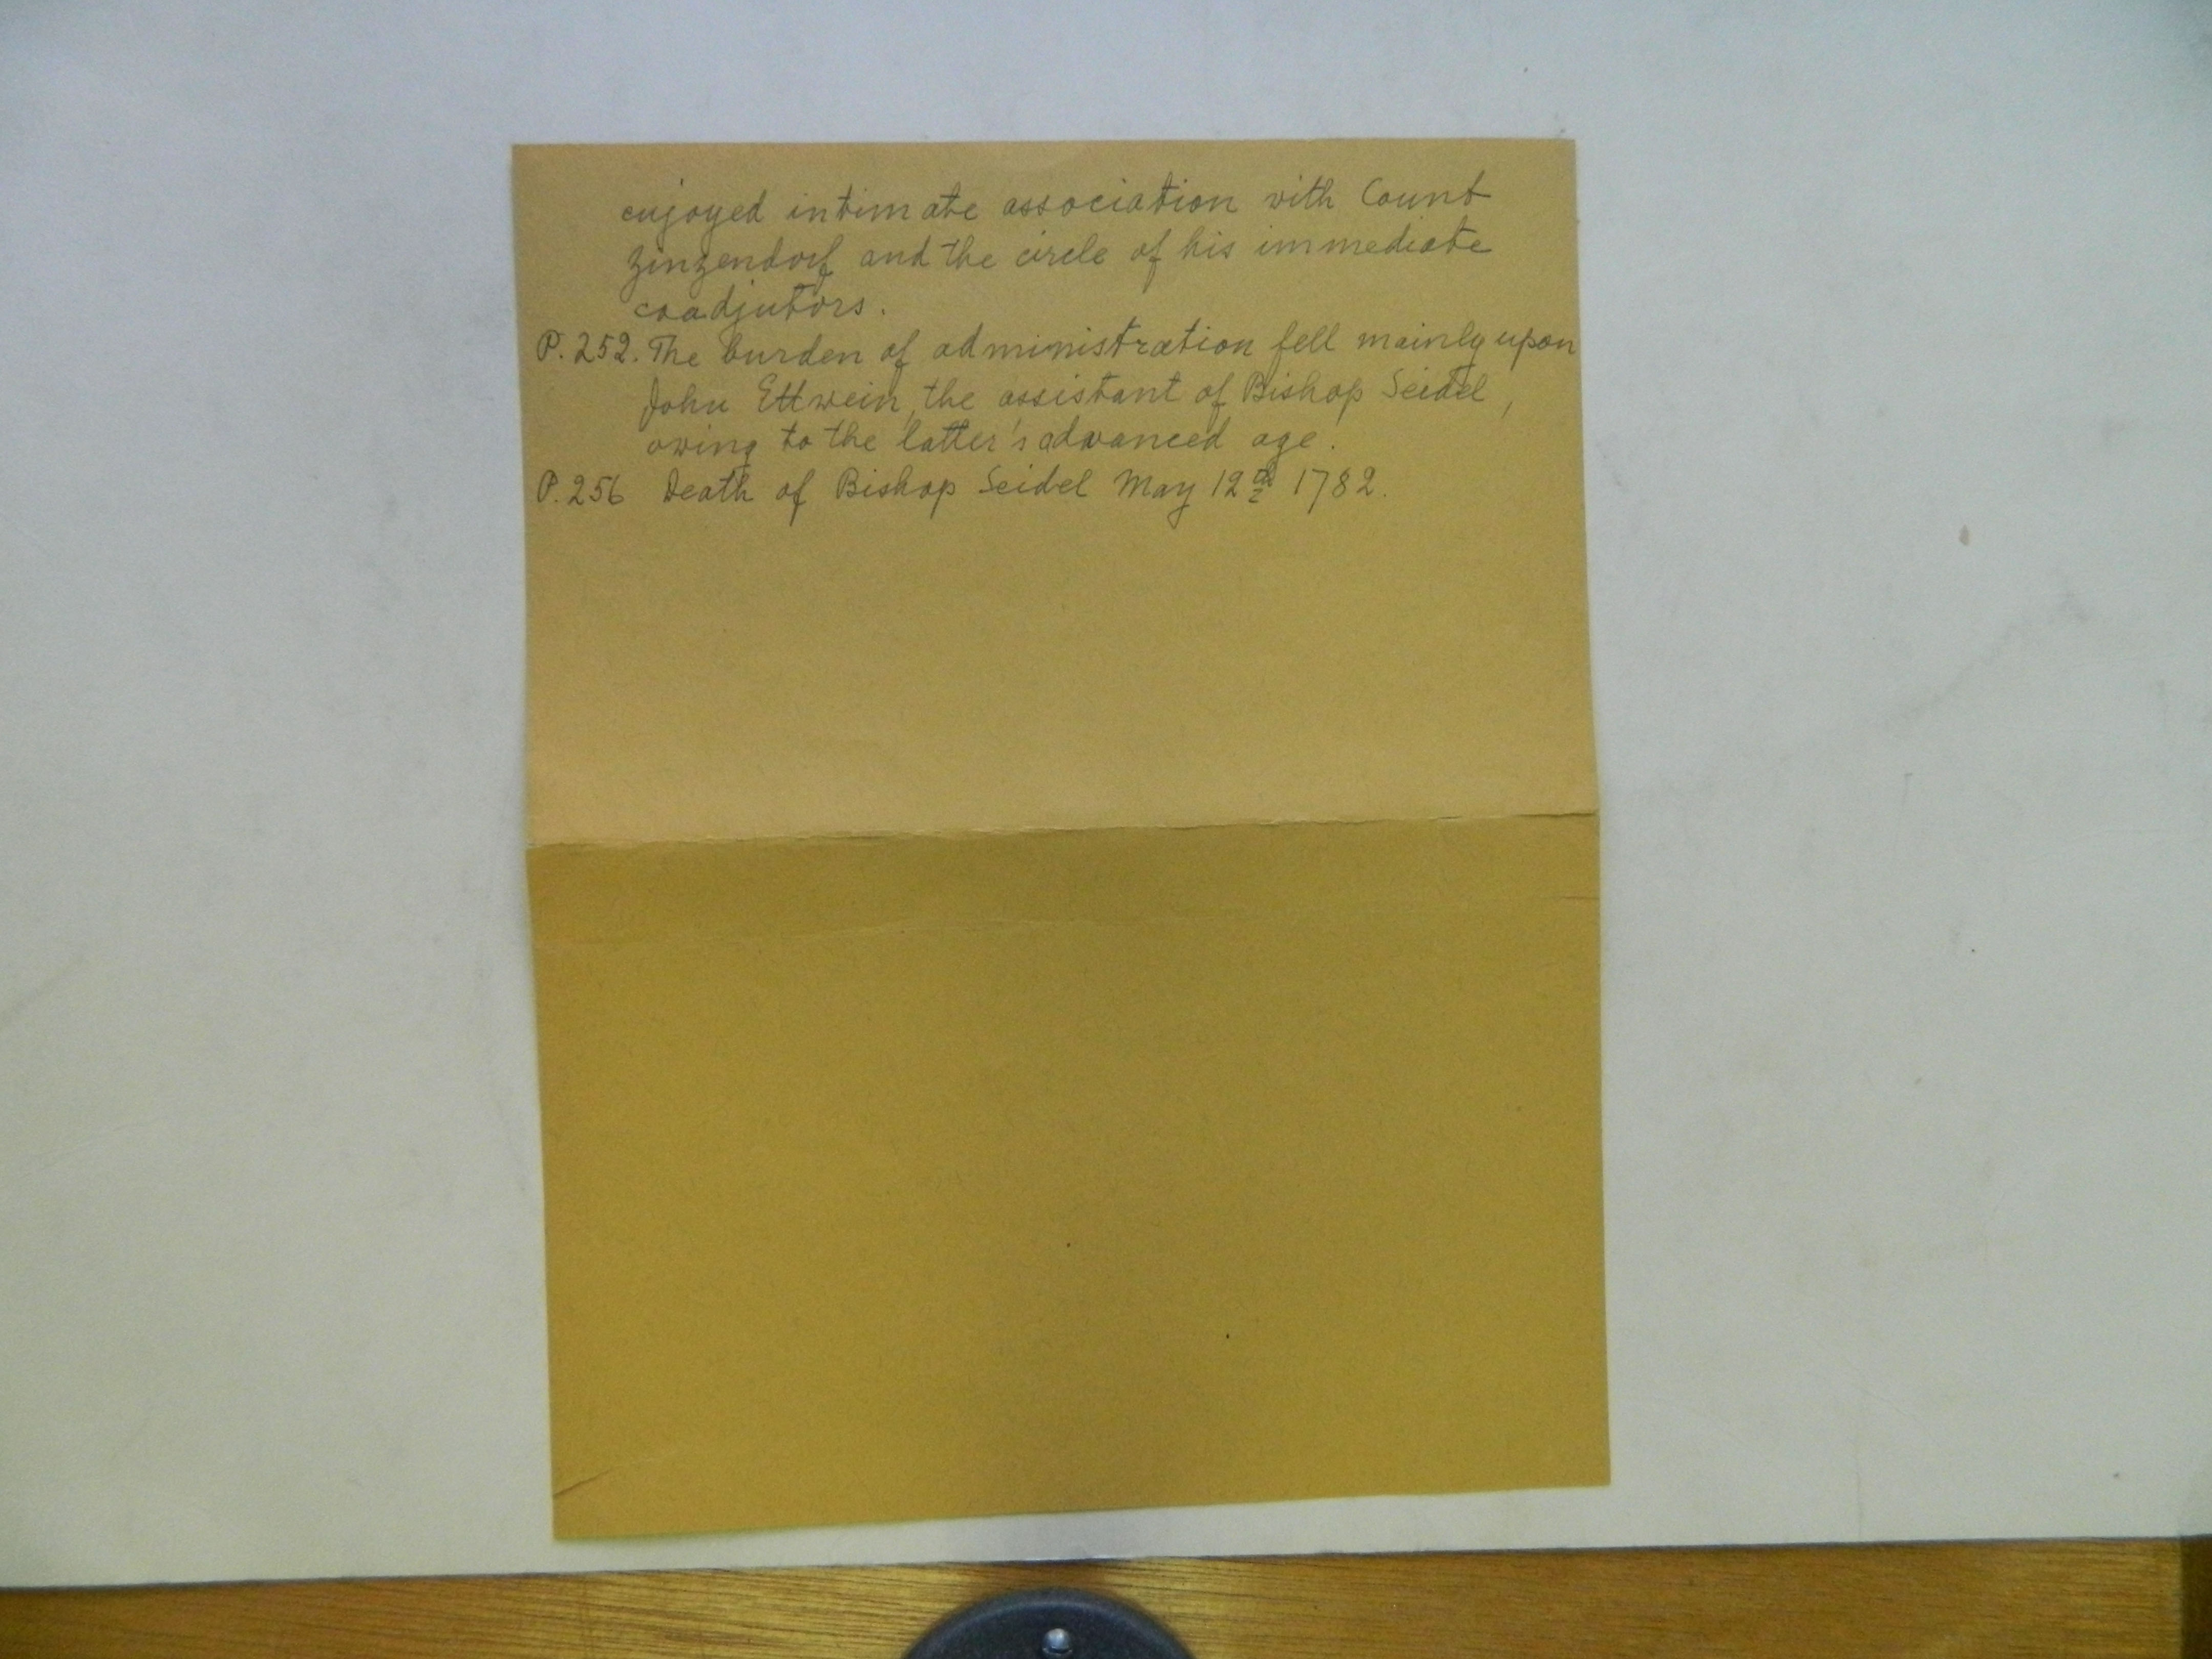 enjoyed intimate association with Count
Zinzendorf and the circle of his immediate
coadjutors.
P. 252. The burden of administration fell mainly upon
John Ettwein, the assistant of Bishop Seidel,
owing to the latter's advanced age.
P. 256 Death of Bishop Seidel May 12th 1782.